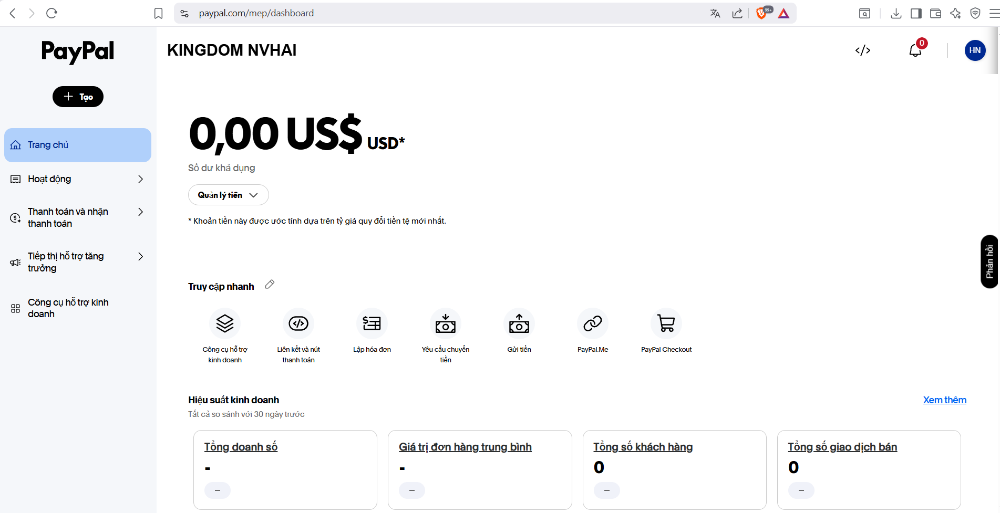 paypal.com/mep/dashboard
99+
PayPal
KINGDOM NVHAI
</>
0
HN
Tạo
Trang chủ
Hoạt động
Thanh toán và nhận
thanh toán
Tiếp thị hỗ trợ tăng
trưởng
Công cụ hỗ trợ kinh
doanh
0,00 US$ USD*
Số dư khả dụng
Quản lý tiền
* Khoản tiền này được ước tính dựa trên tỷ giá quy đổi tiền tệ mới nhất.
Phản hồi
Truy cập nhanh
Công cụ hỗ trợ
kinh doanh
Liên kết và nút
thanh toán
Lập hóa đơn
Yêu cầu chuyển
tiền
Gửi tiền
PayPal.Me
PayPal Checkout
Hiệu suất kinh doanh
Xem thêm
Tất cả so sánh với 30 ngày trước
Tổng doanh số
-
–
Giá trị đơn hàng trung bình
-
–
Tổng số khách hàng
0
–
Tổng số giao dịch bán
0
–